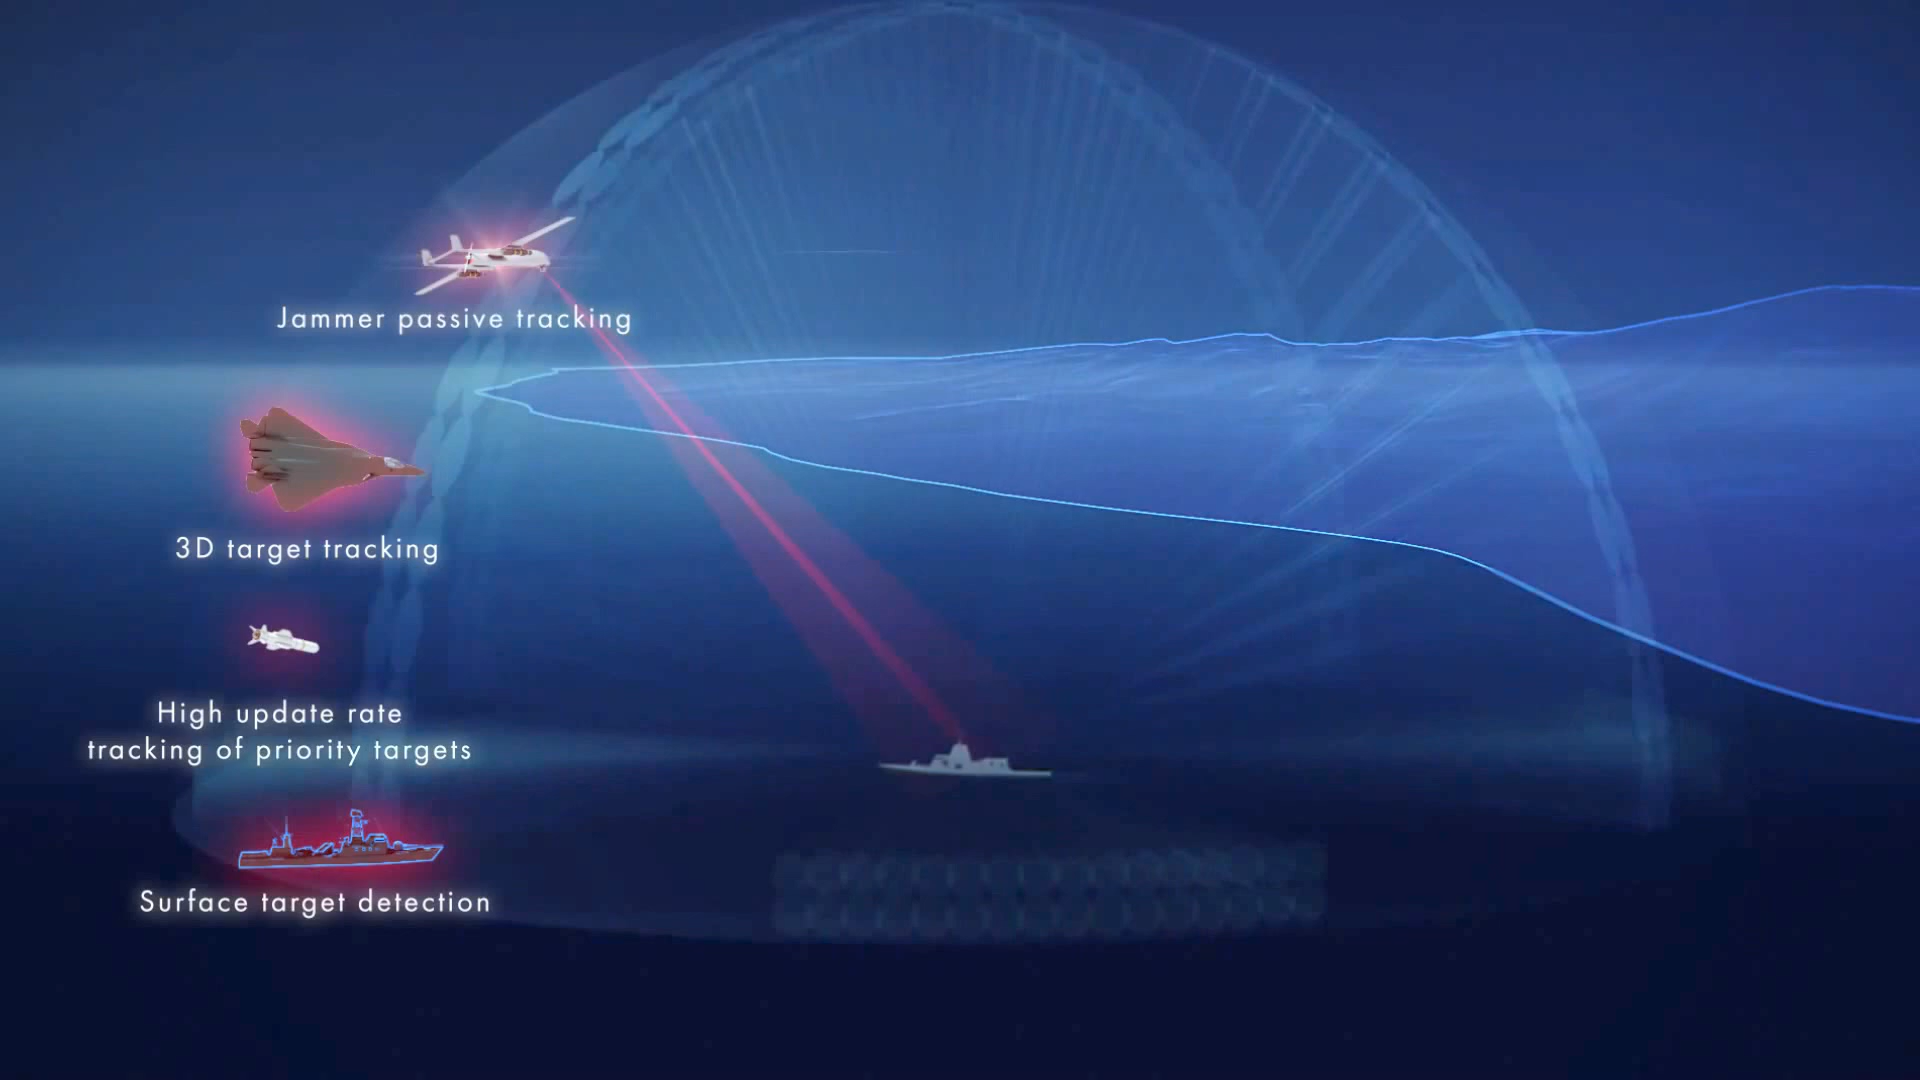 Jammer passive tracking
3D target tracking
High update rate
tracking of priority targets
Surface target detection